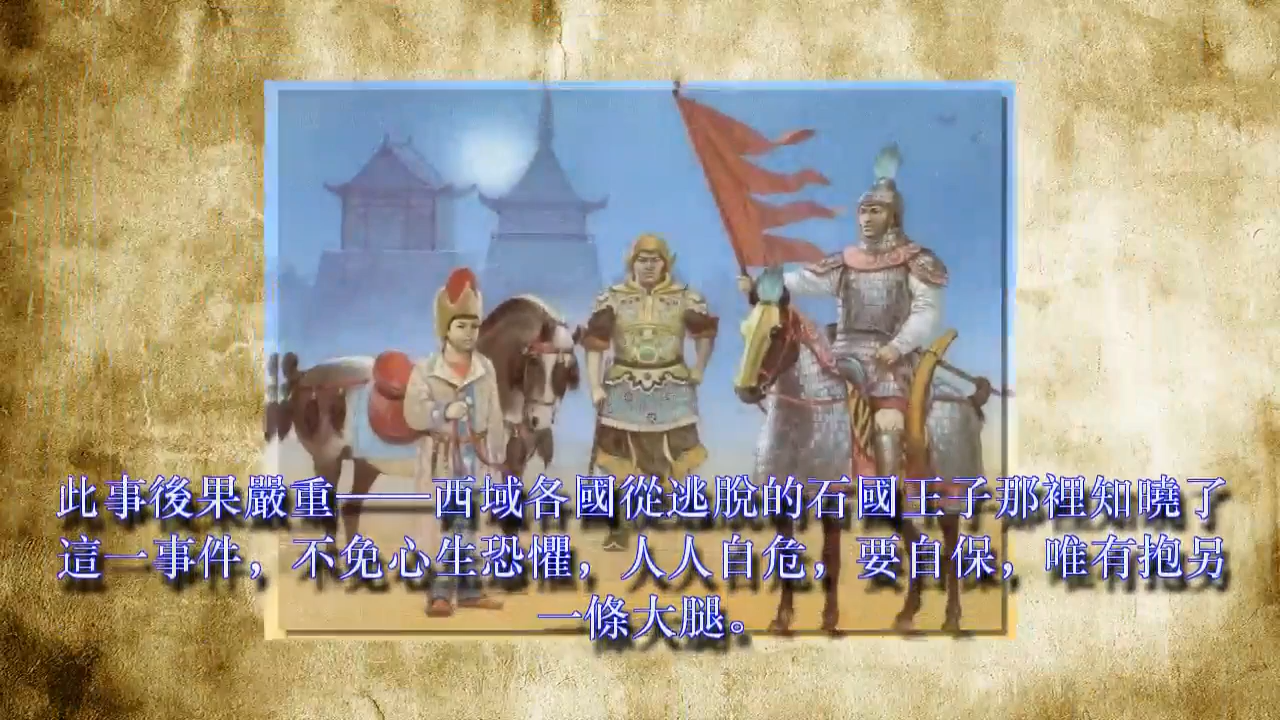 此事後果嚴重——西域各國從逃脫的石國王子那裡知曉了
這一事件，不免心生恐懼，人人自危，要自保，唯有抱另
一條大腿。